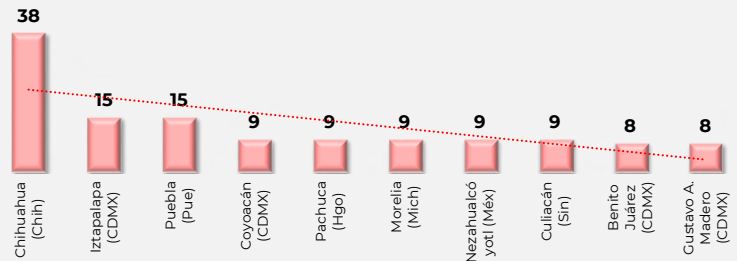 38
15
15
9
9
9
9
9
8
8
Chihuahua
(Chih)
Iztapalapa
(CDMX)
Puebla
(Pue)
Coyoacán
(CDMX)
Pachuca
(Hgo)
Morelia
(Mich)
Nezahualcó
yotl (Méx)
Culiacán
(Sin)
Benito
Juárez
(CDMX)
Gustavo A.
Madero
(CDMX)